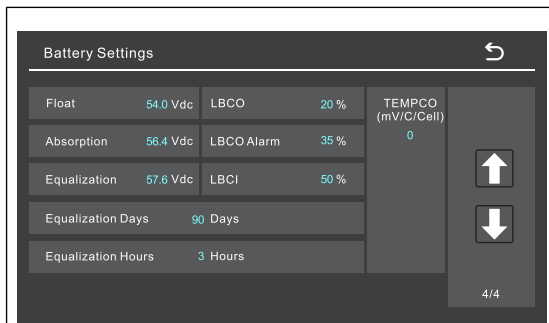 Battery Settings
Float 54.0 Vdc LBCO 20 % TEMPCO
(mV/C/Cell)
Absorption 56.4 Vdc LBCO Alarm 35 % 0
Equalization 57.6 Vdc LBCI 50 %
Equalization Days 90 Days
Equalization Hours 3 Hours
4/4